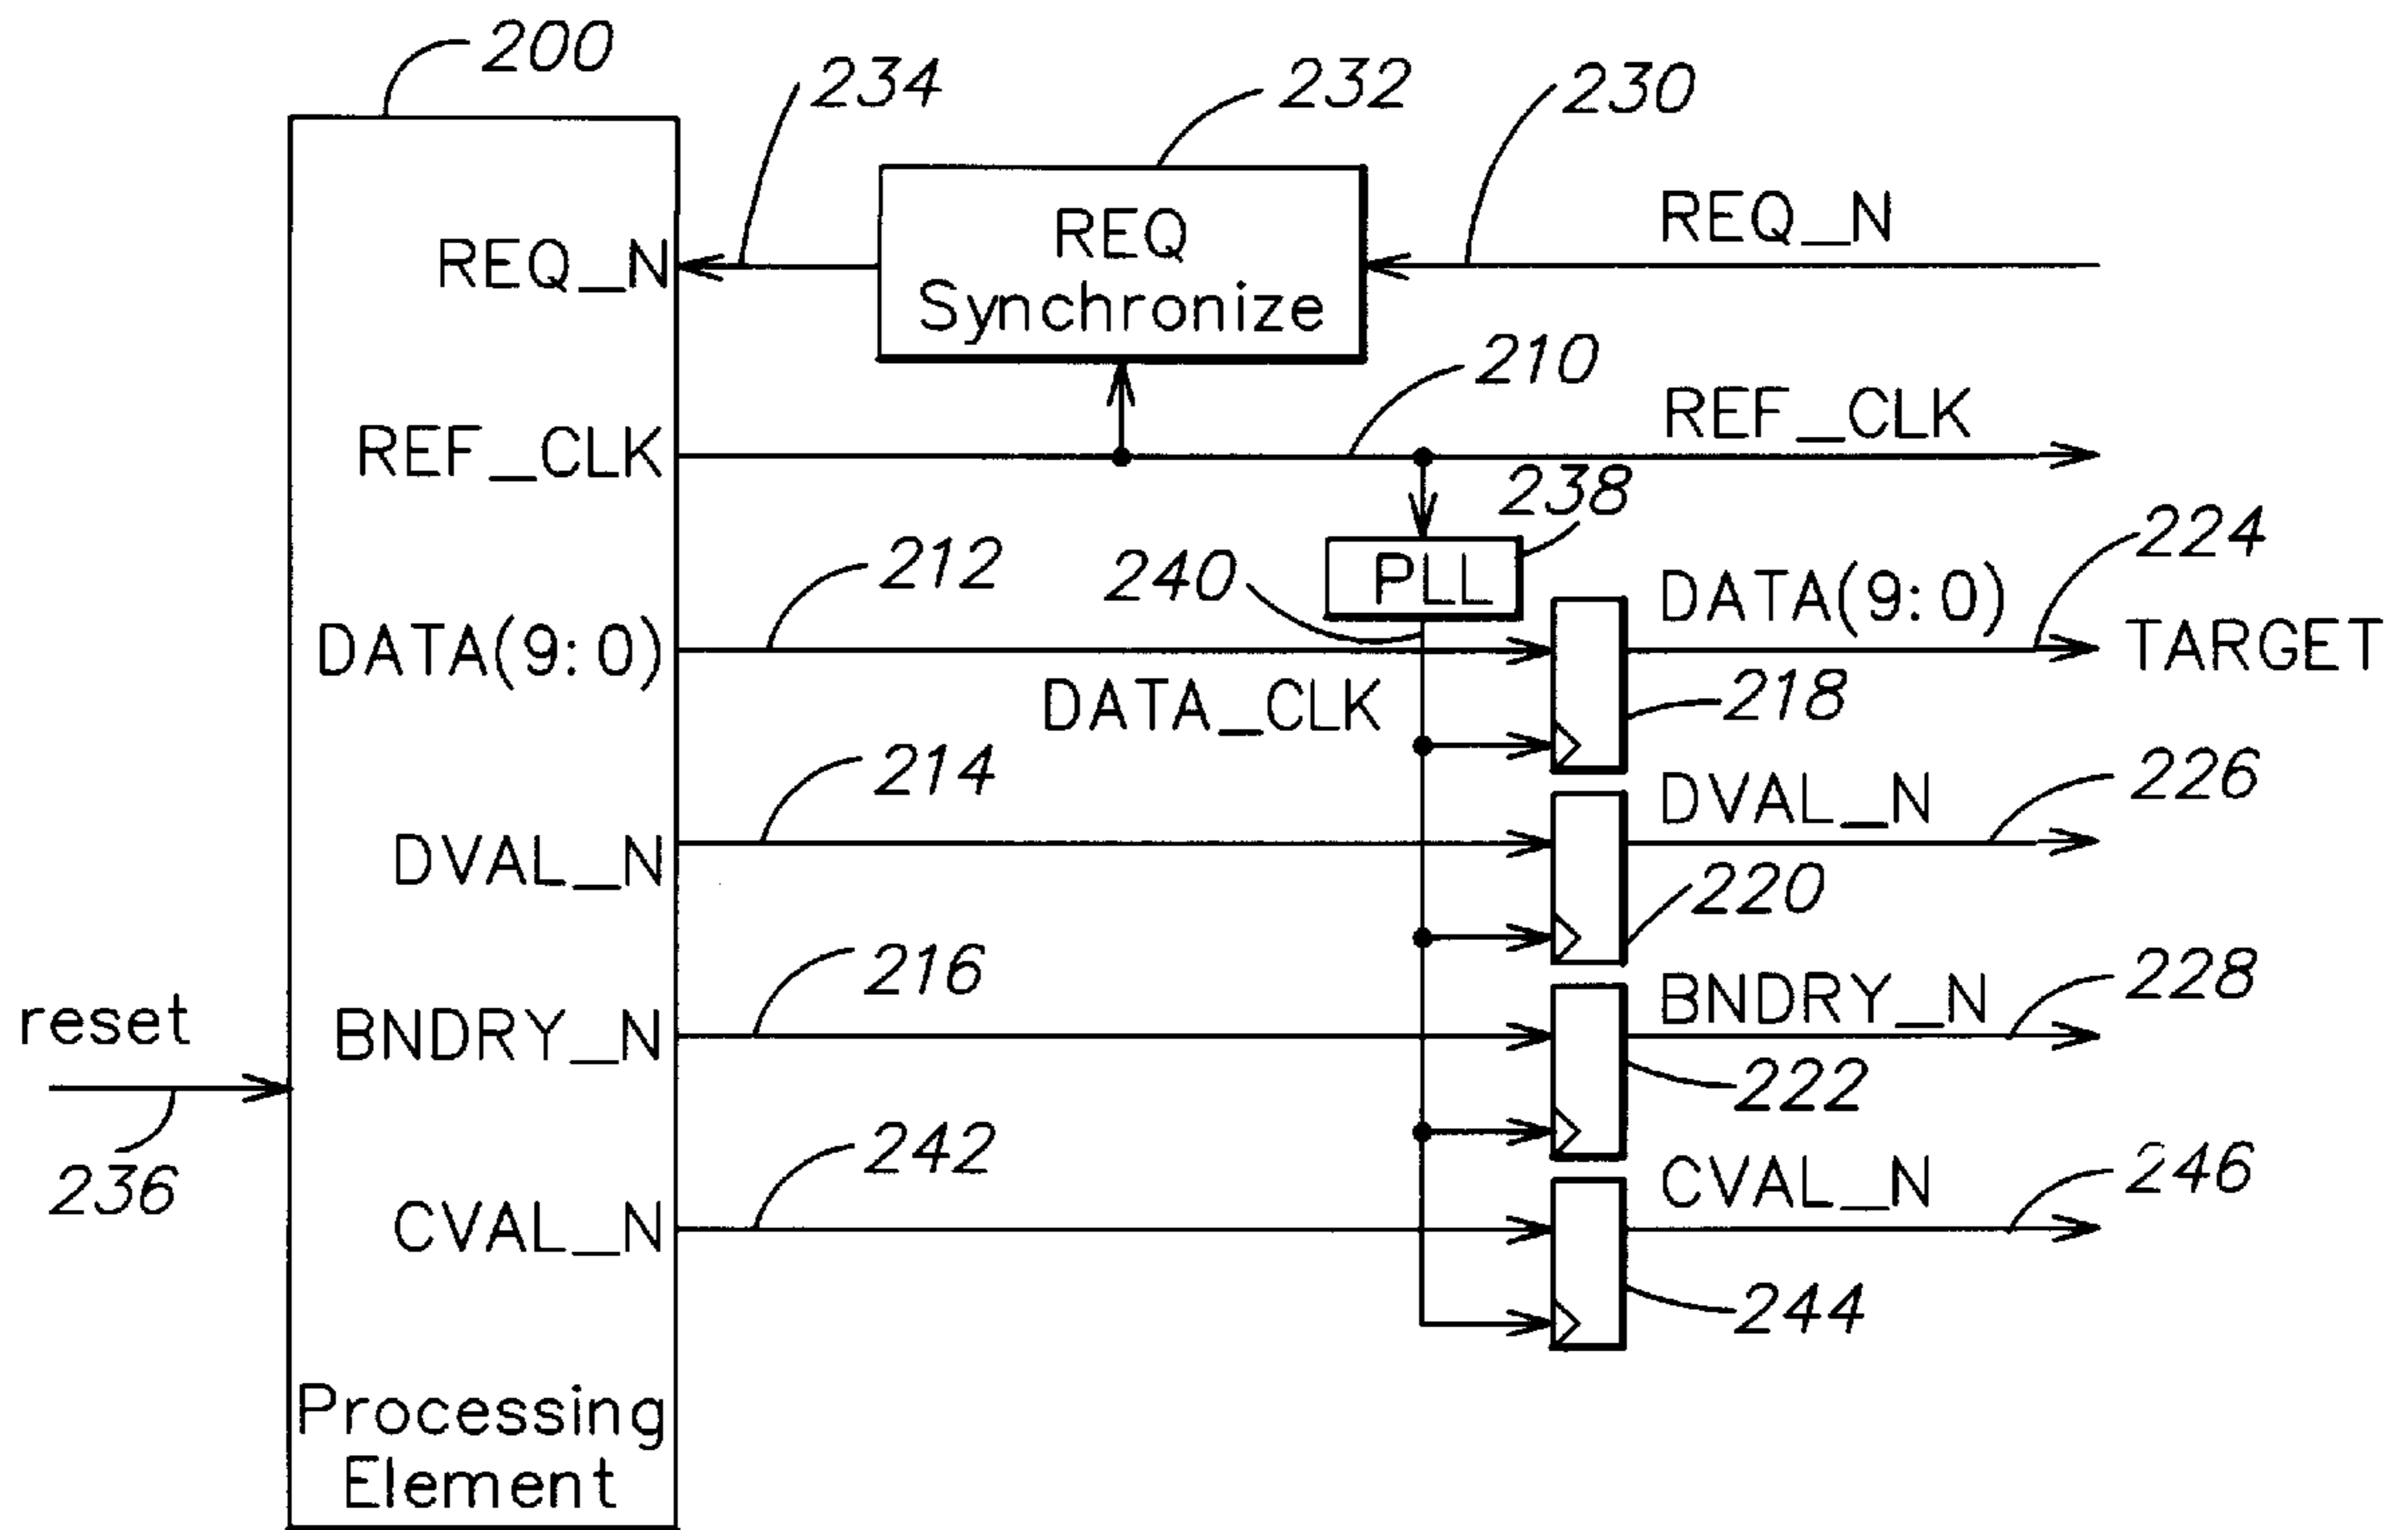 200
234
232
230
REQ_N
REQ
Synchronize
REQ_N
210
REF_CLK
REF_CLK
238
212
240
PLL
224
DATA(9:0)
DATA(9:0)
TARGET
DATA_CLK
218
214
DVAL_N
226
DVAL_N
220
216
BNDRY_N
228
reset
BNDRY_N
222
236
242
CVAL_N
246
CVAL_N
244
Processing
Element